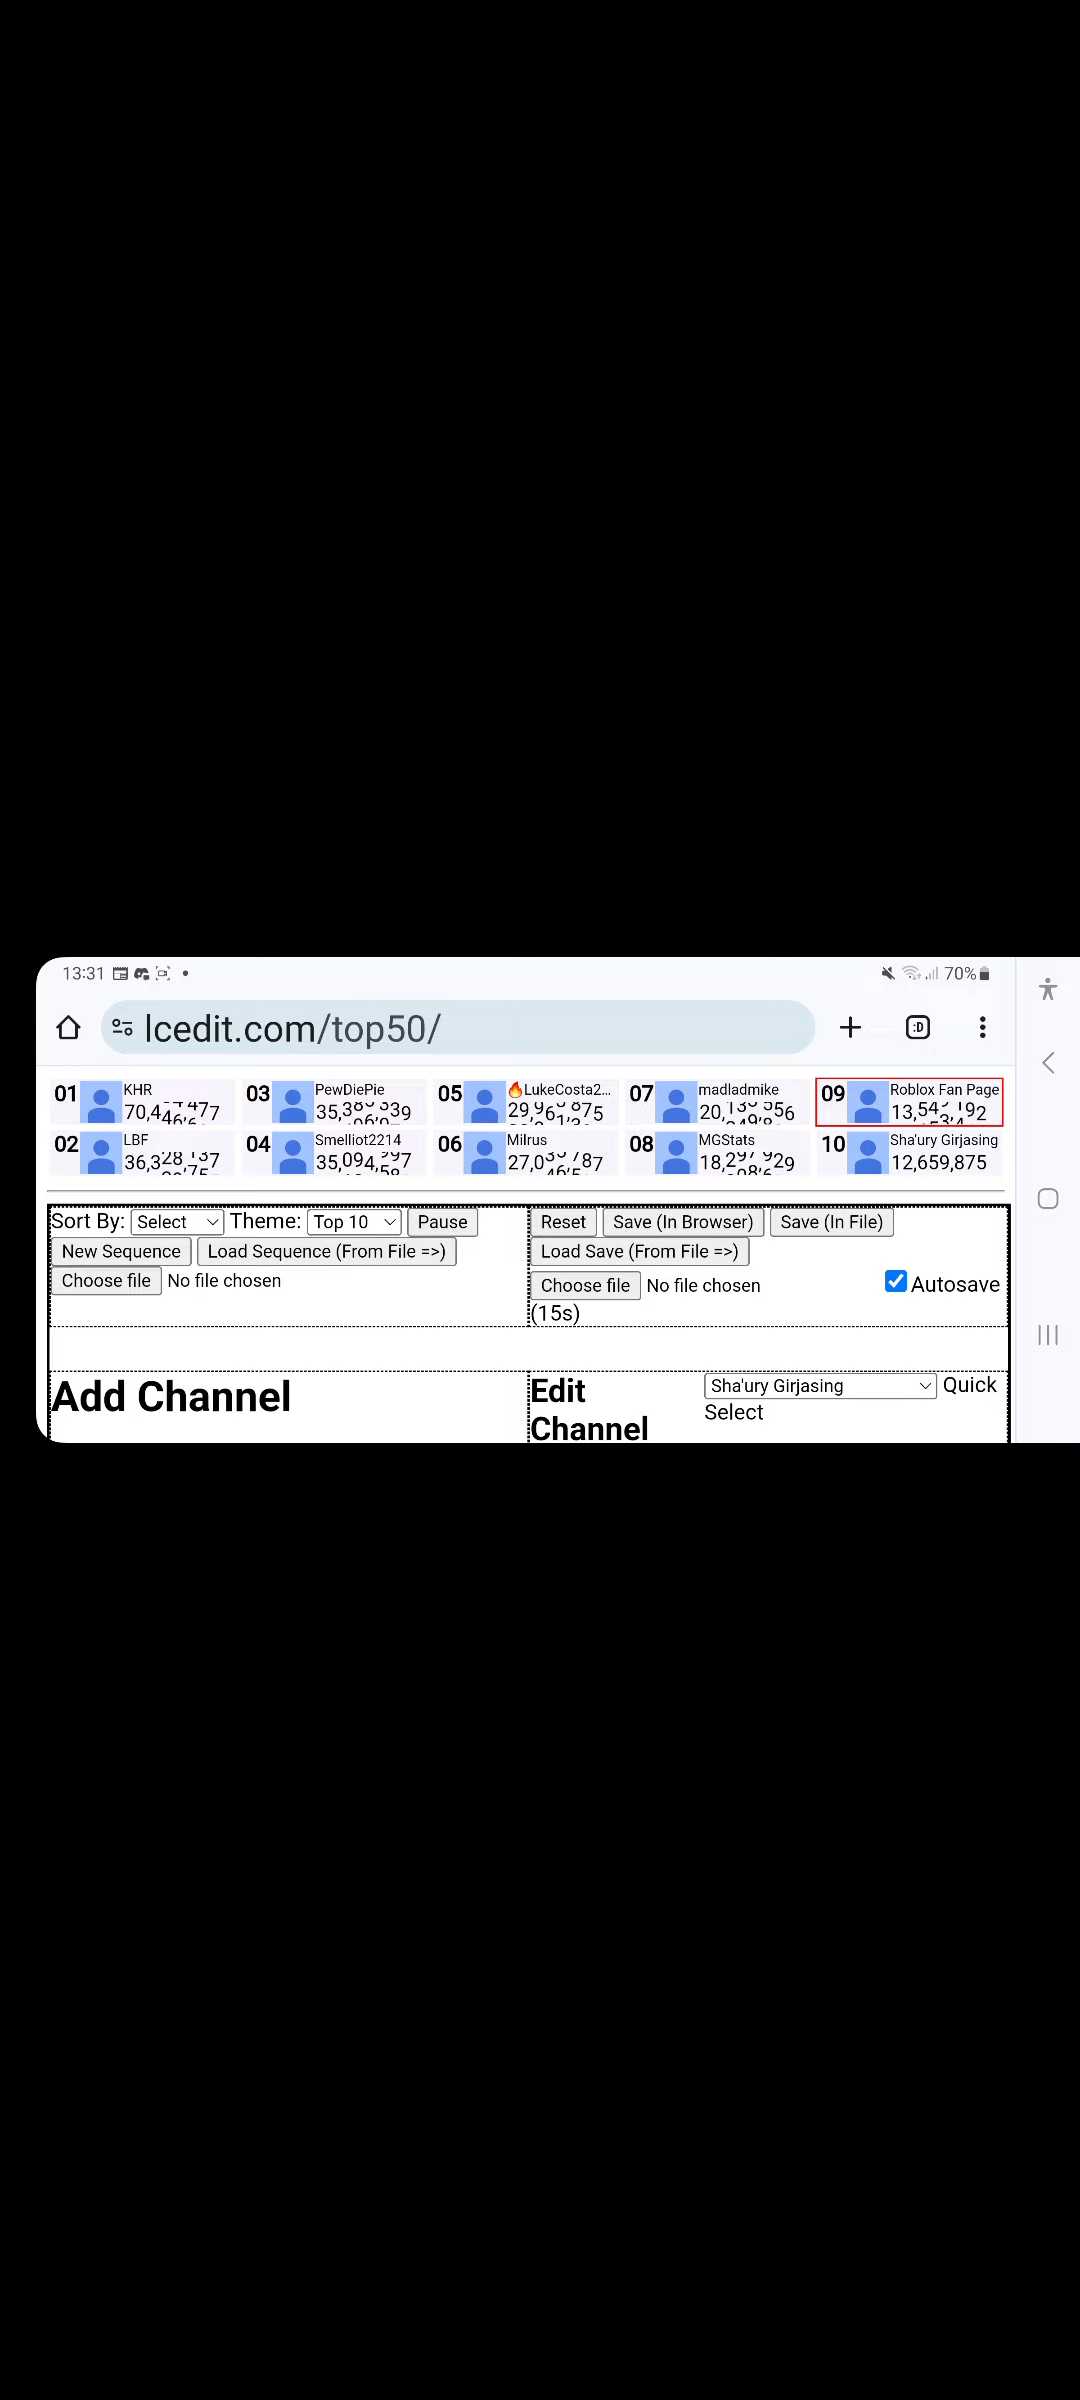 13:31
70%
lcedit.com/top50/
01 KHR
02 LBF
03 PewDiePie
04 Smelliot2214
05 🔥LukeCosta2...
06 Milrus
07 madladmike
08 MGStats
09 Roblox Fan Page
10 Sha'ury Girjasing
12,659,875
Sort By: Select Theme: Top 10 Pause
New Sequence Load Sequence (From File =>)
Choose file No file chosen
Reset Save (In Browser) Save (In File)
Load Save (From File =>)
Choose file No file chosen Autosave
(15s)
Add Channel
Edit
Channel
Sha'ury Girjasing Quick
Select